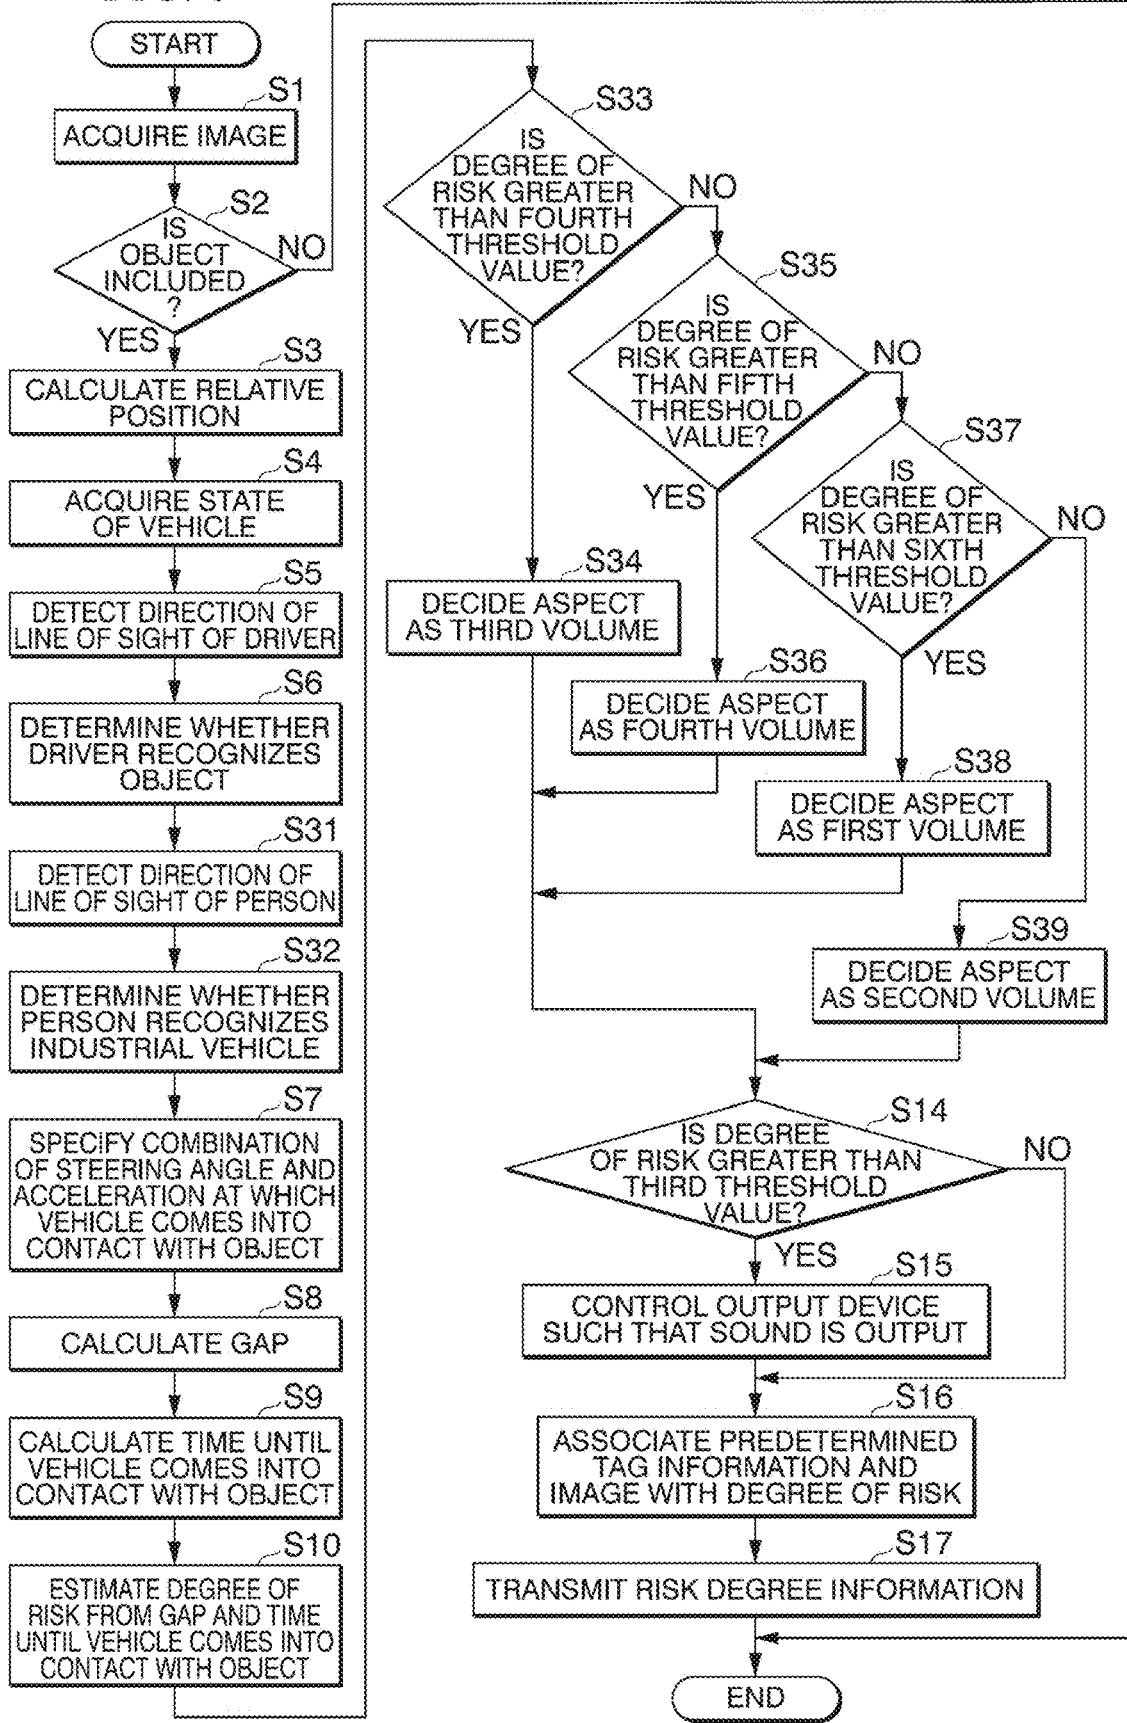 START
S1
ACQUIRE IMAGE
S2
IS
OBJECT
INCLUDED
?
NO
YES
S3
CALCULATE RELATIVE
POSITION
S4
ACQUIRE STATE
OF VEHICLE
S5
DETECT DIRECTION OF
LINE OF SIGHT OF DRIVER
S6
DETERMINE WHETHER
DRIVER RECOGNIZES
OBJECT
S31
DETECT DIRECTION OF
LINE OF SIGHT OF PERSON
S32
DETERMINE WHETHER
PERSON RECOGNIZES
INDUSTRIAL VEHICLE
S7
SPECIFY COMBINATION
OF STEERING ANGLE AND
ACCELERATION AT WHICH
VEHICLE COMES INTO
CONTACT WITH OBJECT
S8
CALCULATE GAP
S9
CALCULATE TIME UNTIL
VEHICLE COMES INTO
CONTACT WITH OBJECT
S10
ESTIMATE DEGREE OF
RISK FROM GAP AND TIME
UNTIL VEHICLE COMES INTO
CONTACT WITH OBJECT
S33
IS
DEGREE OF
RISK GREATER
THAN FOURTH
THRESHOLD
VALUE?
NO
YES
S34
DECIDE ASPECT
AS THIRD VOLUME
S35
IS
DEGREE OF
RISK GREATER
THAN FIFTH
THRESHOLD
VALUE?
NO
YES
S36
DECIDE ASPECT
AS FOURTH VOLUME
S37
IS
DEGREE OF
RISK GREATER
THAN SIXTH
THRESHOLD
VALUE?
NO
YES
S38
DECIDE ASPECT
AS FIRST VOLUME
S39
DECIDE ASPECT
AS SECOND VOLUME
S14
IS DEGREE
OF RISK GREATER THAN
THIRD THRESHOLD
VALUE?
NO
YES
S15
CONTROL OUTPUT DEVICE
SUCH THAT SOUND IS OUTPUT
S16
ASSOCIATE PREDETERMINED
TAG INFORMATION AND
IMAGE WITH DEGREE OF RISK
S17
TRANSMIT RISK DEGREE INFORMATION
END